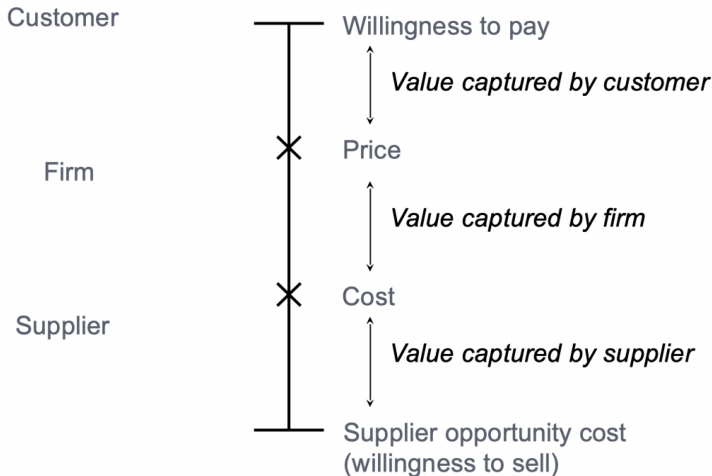 Customer
Willingness to pay
Value captured by customer
Price
Firm
Value captured by firm
Cost
Supplier
Value captured by supplier
Supplier opportunity cost
(willingness to sell)